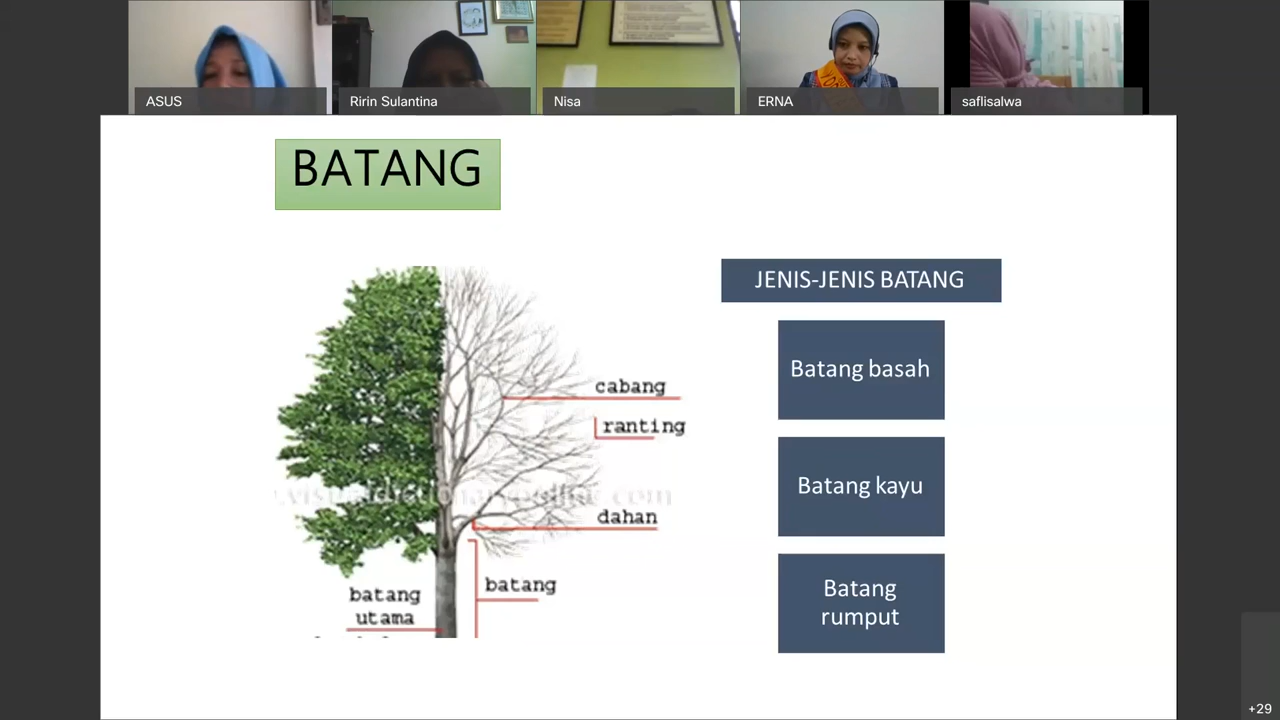 ASUS
Ririn Sulantina
Nisa
ERNA
saflisalwa
BATANG
JENIS-JENIS BATANG
Batang basah
Batang kayu
Batang
rumput
cabang
ranting
dahan
batang
batang
utama
+29